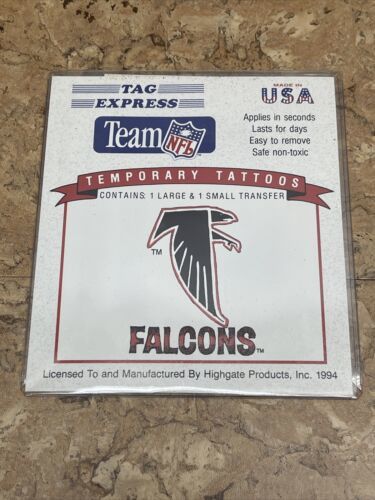 TAG
EXPRESS
MADE IN
USA
Team NFL
Applies in seconds
Lasts for days
Easy to remove
Safe non-toxic
TEMPORARY TATTOOS
CONTAINS: 1 LARGE & 1 SMALL TRANSFER
TM
FALCONS TM
Licensed To and Manufactured By Highgate Products, Inc. 1994